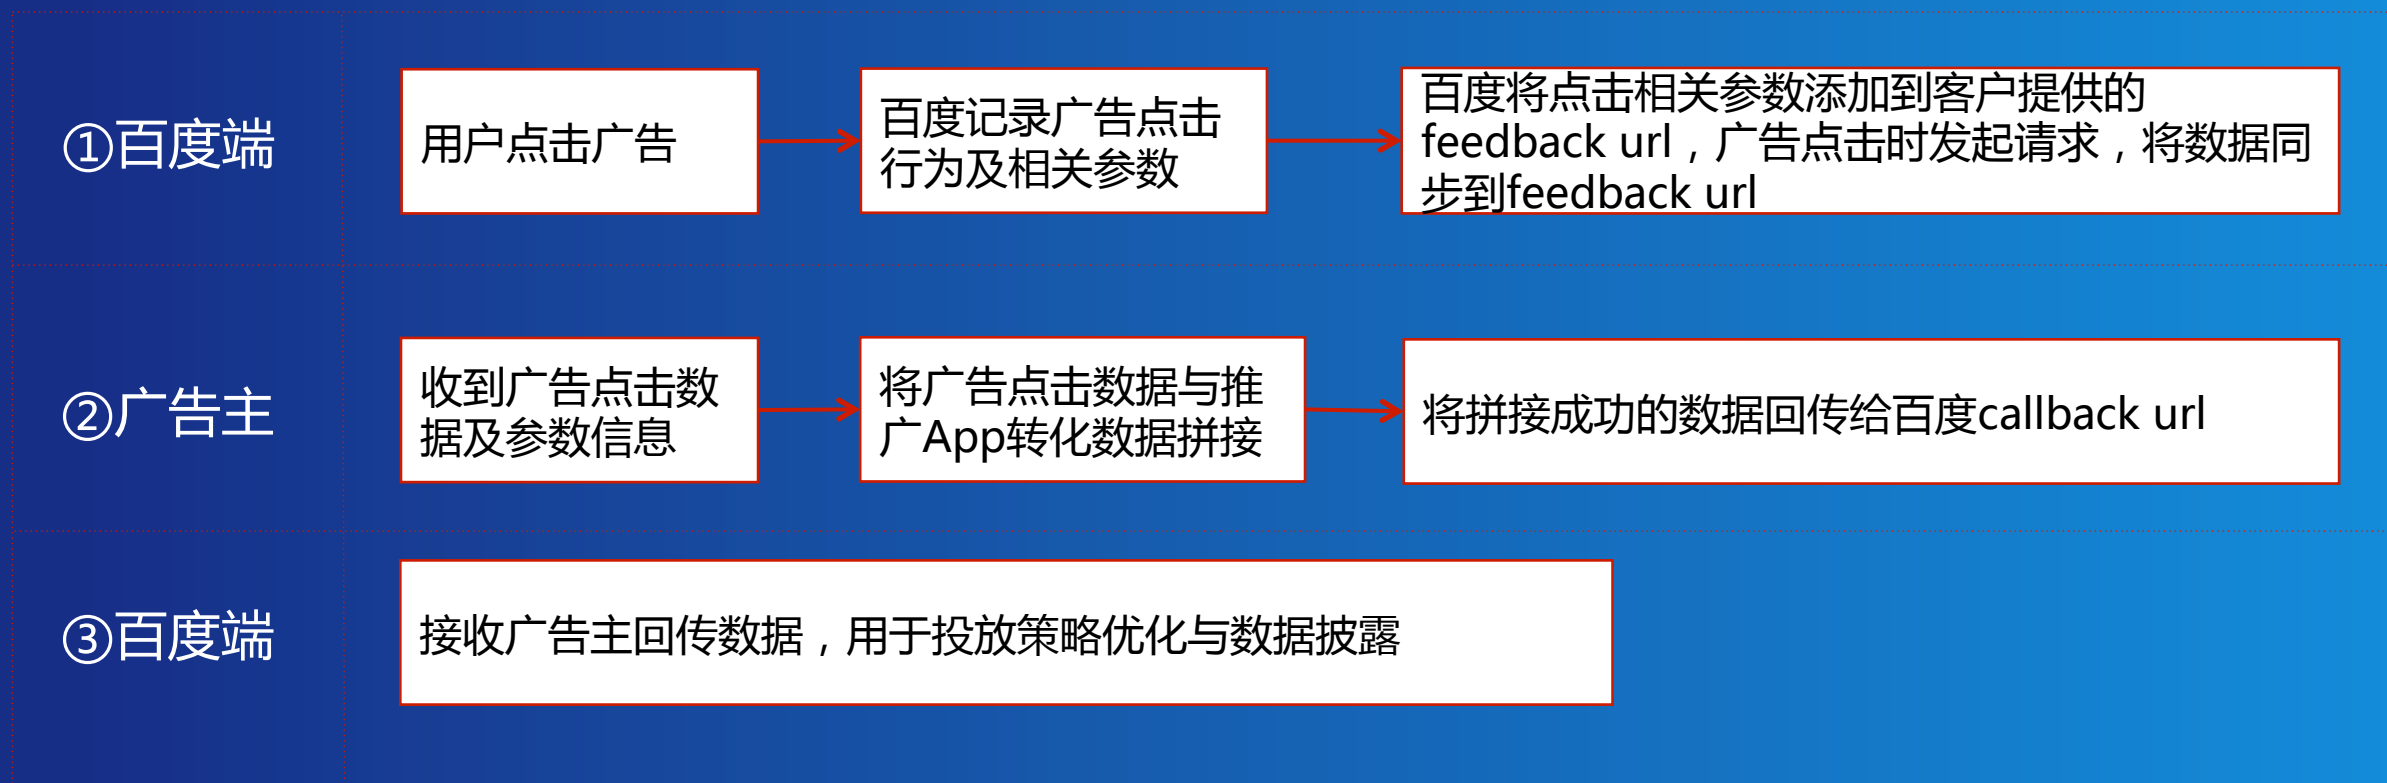 ①百度端
用户点击广告
百度记录广告点击
行为及相关参数
百度将点击相关参数添加到客户提供的
feedback url，广告点击时发起请求，将数据同
步到feedback url
②广告主
收到广告点击数
据及参数信息
将广告点击数据与推
广App转化数据拼接
将拼接成功的数据回传给百度callback url
③百度端
接收广告主回传数据，用于投放策略优化与数据披露